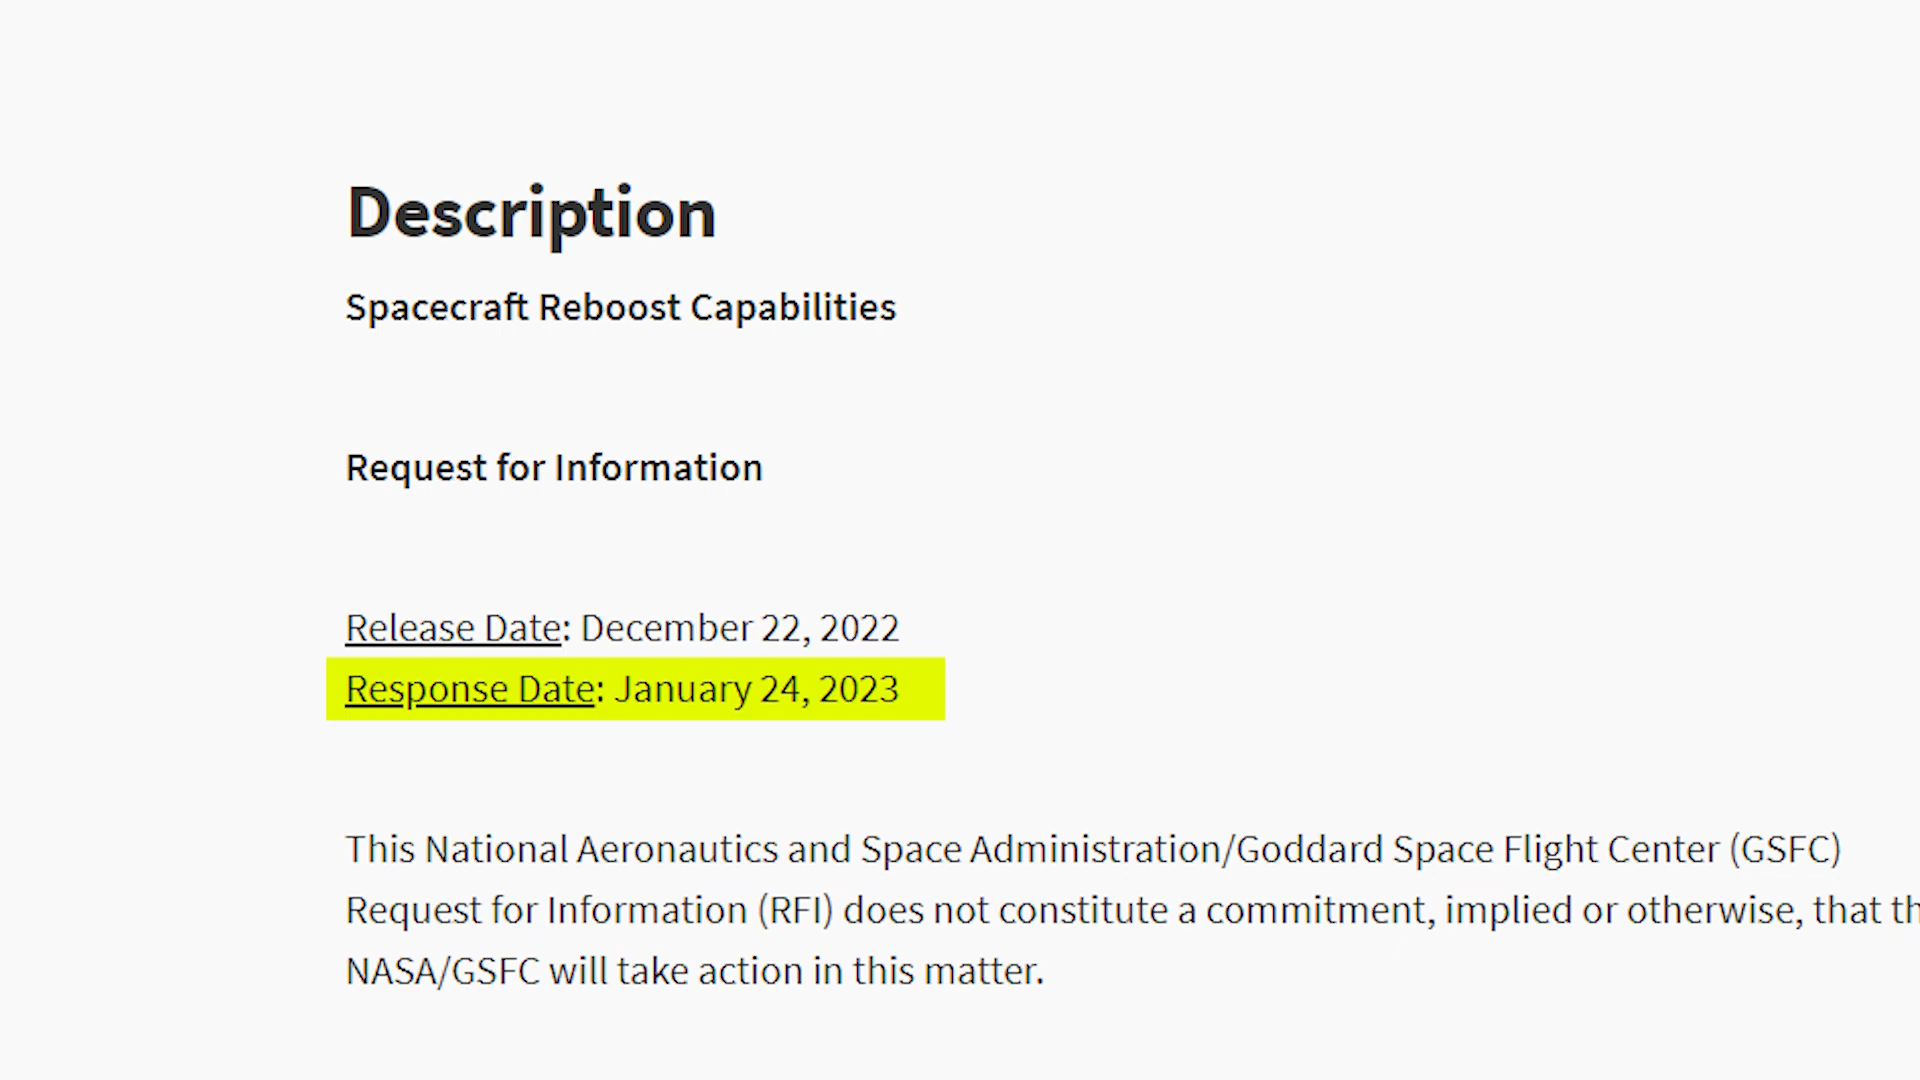 Description
Spacecraft Reboost Capabilities
Request for Information
Release Date: December 22, 2022
Response Date: January 24, 2023
This National Aeronautics and Space Administration/Goddard Space Flight Center (GSFC)
Request for Information (RFI) does not constitute a commitment, implied or otherwise, that
NASA/GSFC will take action in this matter.